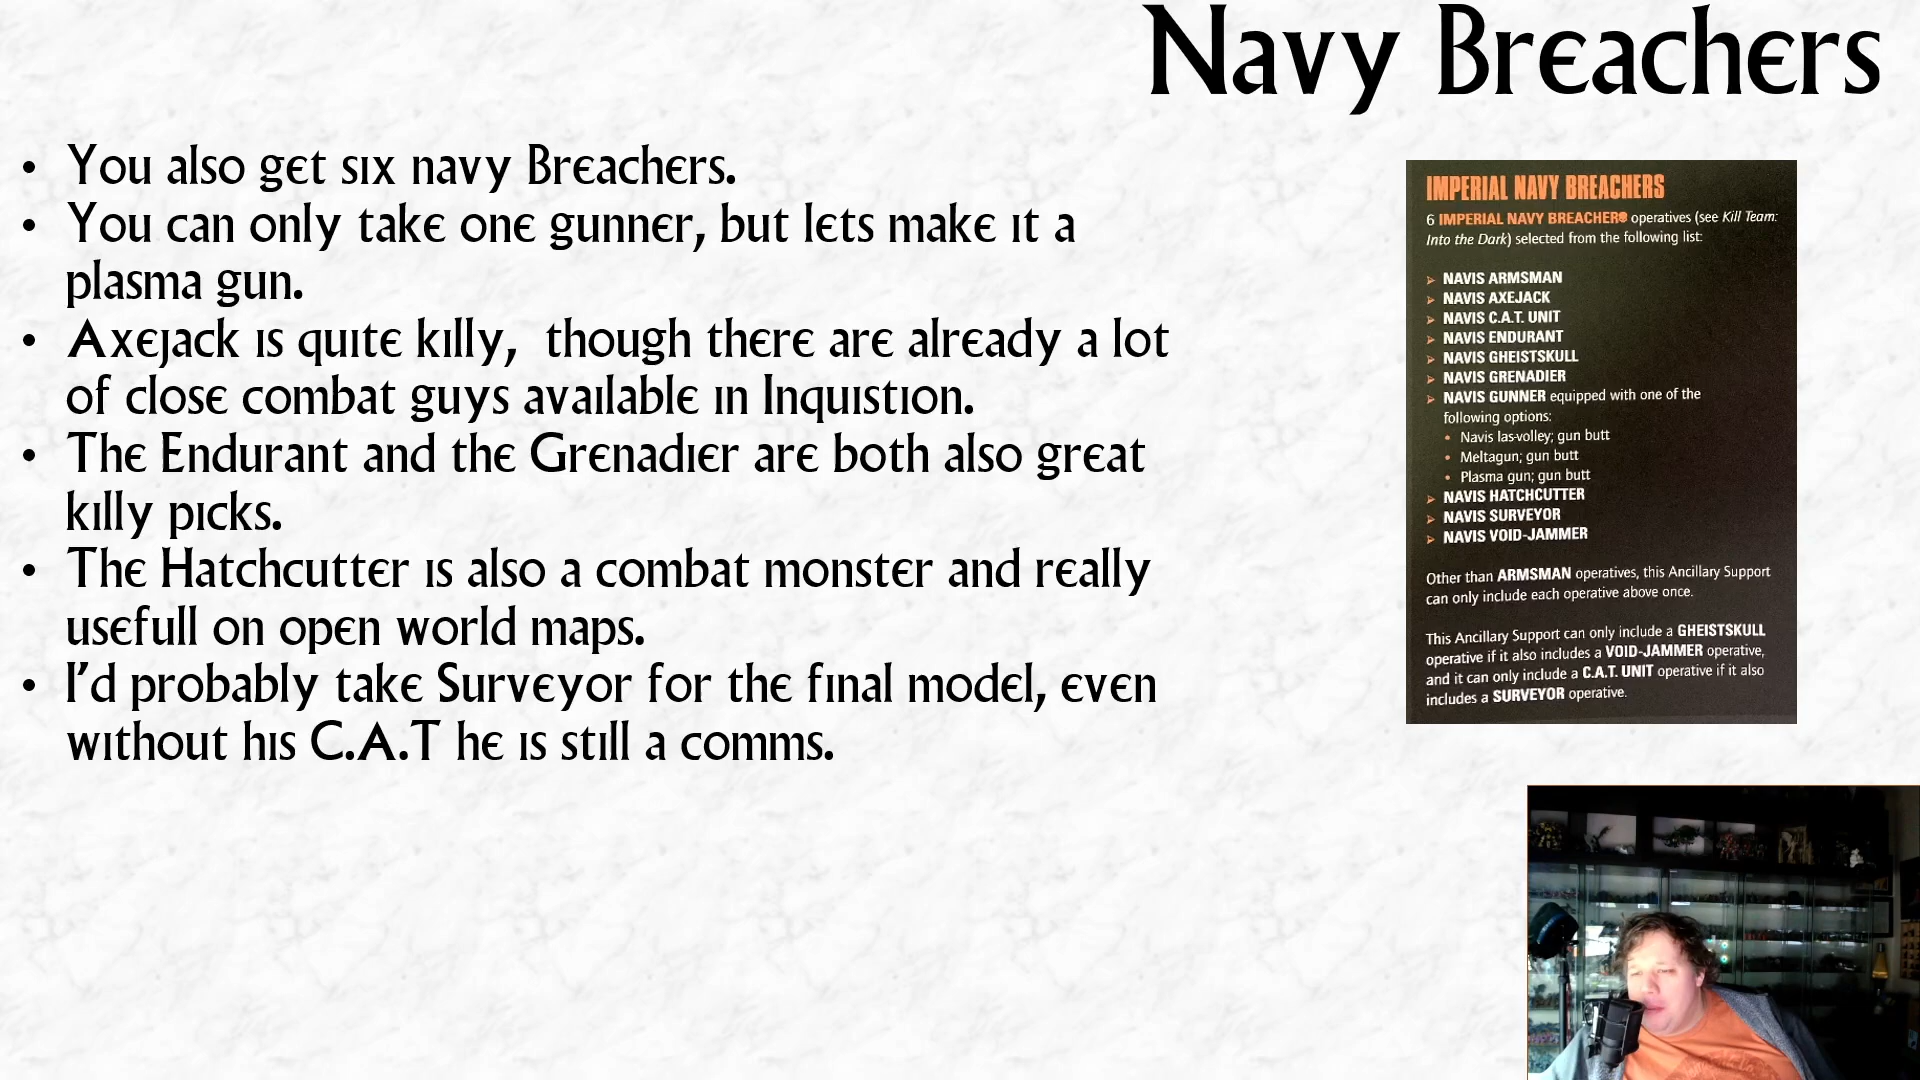 Navy Breachers
• You also get six navy Breachers.
• You can only take one gunner, but lets make it a
plasma gun.
• Axejack is quite killy,  though there are already a lot
of close combat guys available in Inquistion.
• The Endurant and the Grenadier are both also great
killy picks.
• The Hatchcutter is also a combat monster and really
usefull on open world maps.
• I'd probably take Surveyor for the final model, even
without his C.A.T he is still a comms.
IMPERIAL NAVY BREACHERS
6 IMPERIAL NAVY BREACHER operatives (see Kill Team:
Into the Dark) selected from the following list:
➢ NAVIS ARMSMAN
➢ NAVIS AXEJACK
➢ NAVIS C.A.T. UNIT
➢ NAVIS ENDURANT
➢ NAVIS GHEISTSKULL
➢ NAVIS GRENADIER
➢ NAVIS GUNNER equipped with one of the
following options:
• Navis las-volley; gun butt
• Meltagun; gun butt
• Plasma gun; gun butt
➢ NAVIS HATCHCUTTER
➢ NAVIS SURVEYOR
➢ NAVIS VOID-JAMMER
Other than ARMSMAN operatives, this Ancillary Support
can only include each operative above once.
This Ancillary Support can only include a GHEISTSKULL
operative if it also includes a VOID-JAMMER operative,
and it can only include a C.A.T. UNIT operative if it also
includes a SURVEYOR operative.